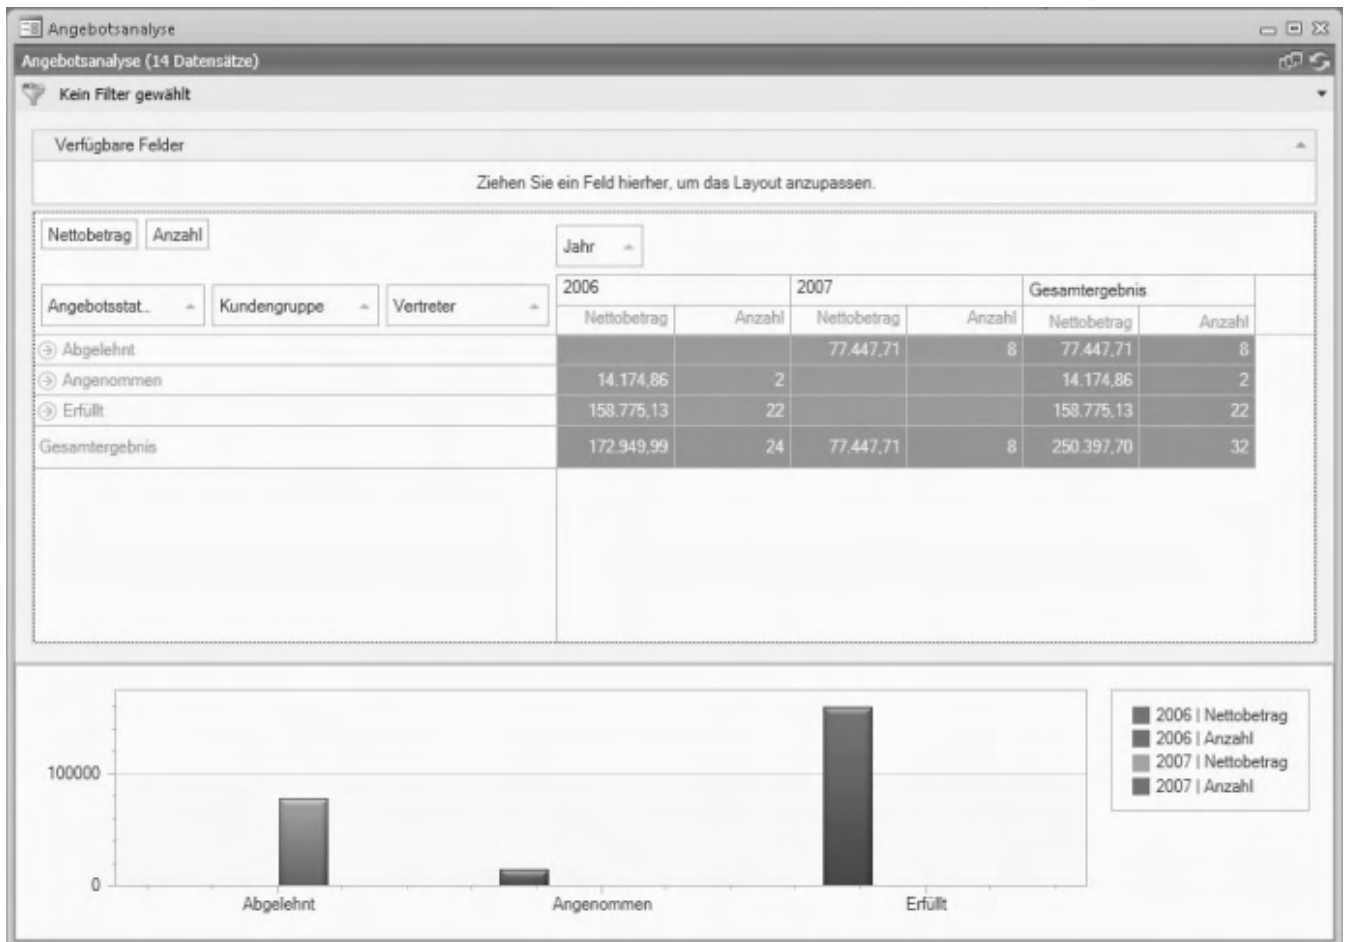 Angebotsanalyse
Angebotsanalyse (14 Datensätze)
Kein Filter gewählt
Verfügbare Felder
Ziehen Sie ein Feld hierher, um das Layout anzupassen.
Nettobetrag Anzahl
Jahr
Angebotsstat.. Kundengruppe Vertreter
2006 2007 Gesamtergebnis
Nettobetrag Anzahl Nettobetrag Anzahl Nettobetrag Anzahl
Abgelehnt 77.447,71 8 77.447,71 8
Angenommen 14.174,86 2 14.174,86 2
Erfüllt 158.775,13 22 158.775,13 22
Gesamtergebnis 172.949,99 24 77.447,71 8 250.397,70 32
100000
0
Abgelehnt Angenommen Erfüllt
2006 | Nettobetrag
2006 | Anzahl
2007 | Nettobetrag
2007 | Anzahl